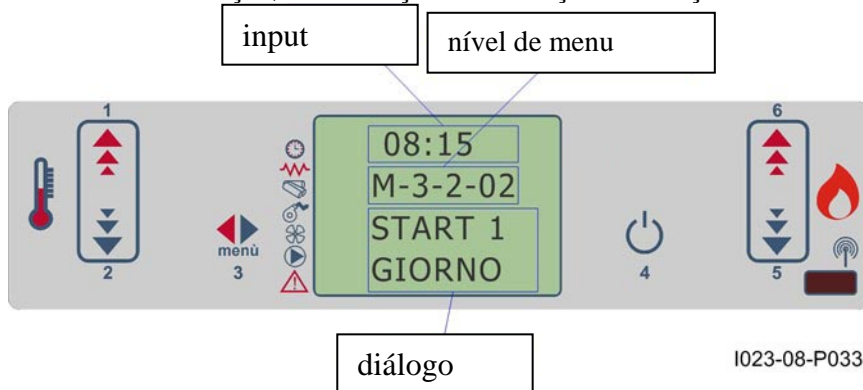 input
nível de menu
1
6
08:15
M-3-2-02
START 1
GIORNO
menù
3
4
2
5
diálogo
I023-08-P033